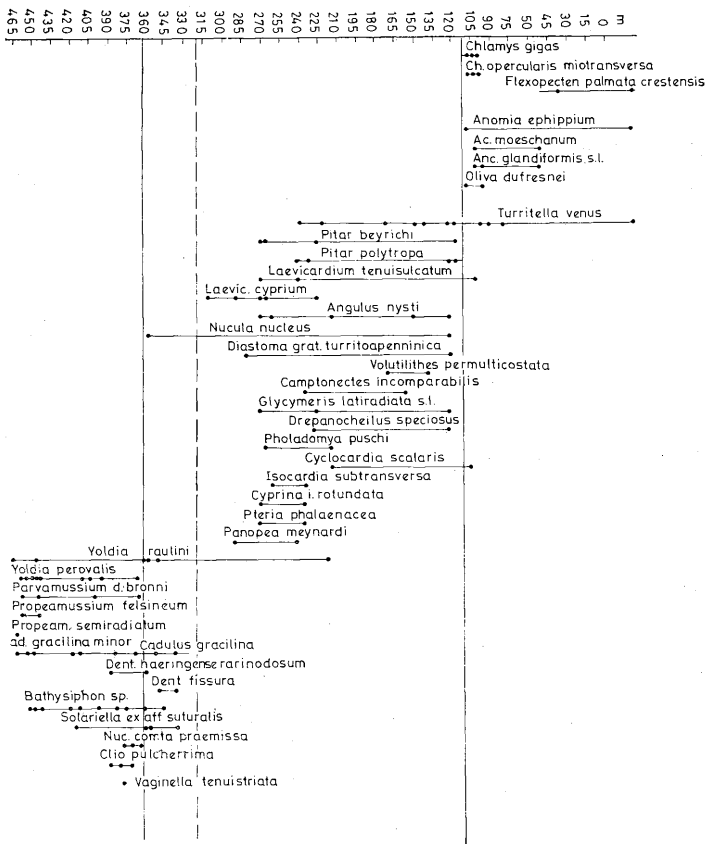 465 450 435 420 405 390 375 360 345 330 315 300 285 270 255 240 225 210 195 180 165 150 135 120 105 90 75 60 45 30 15 0 m
Chlamys gigas
Ch. opercularis miotransversa
Flexopecten palmata crestensis
Anomia ephippium
Ac. moeschanum
Anc. glandiformis, s.l.
Oliva dufresnei
Turritella venus
Pitar beyrichi
Pitar polytropa
Laevicardium tenuisulcatum
Laevic. cyprium
Angulus nysti
Nucula nucleus
Diastoma grat. turritoapenninica
Volutilithes permulticostata
Camptonectes incomparabilis
Glycymeris latiradiata s.l.
Drepanocheilus speciosus
Pholadomya puschi
Cyclocardia scalaris
Isocardia subtransversa
Cyprina i. rotundata
Pteria phalaenacea
Panopea meynardi
Yoldia raulini
Yoldia perovalis
Parvamussium d. bronni
Propeamussium felsineum
Propeam. semiradiatum
ad. gracilina minor Cadulus gracilina
Dent. haeringense rarinodosum
Dent fissura
Bathysiphon sp.
Solariella ex aff suturalis
Nuc. comta praemissa
Clio pulcherrima
Vaginella tenuistriata